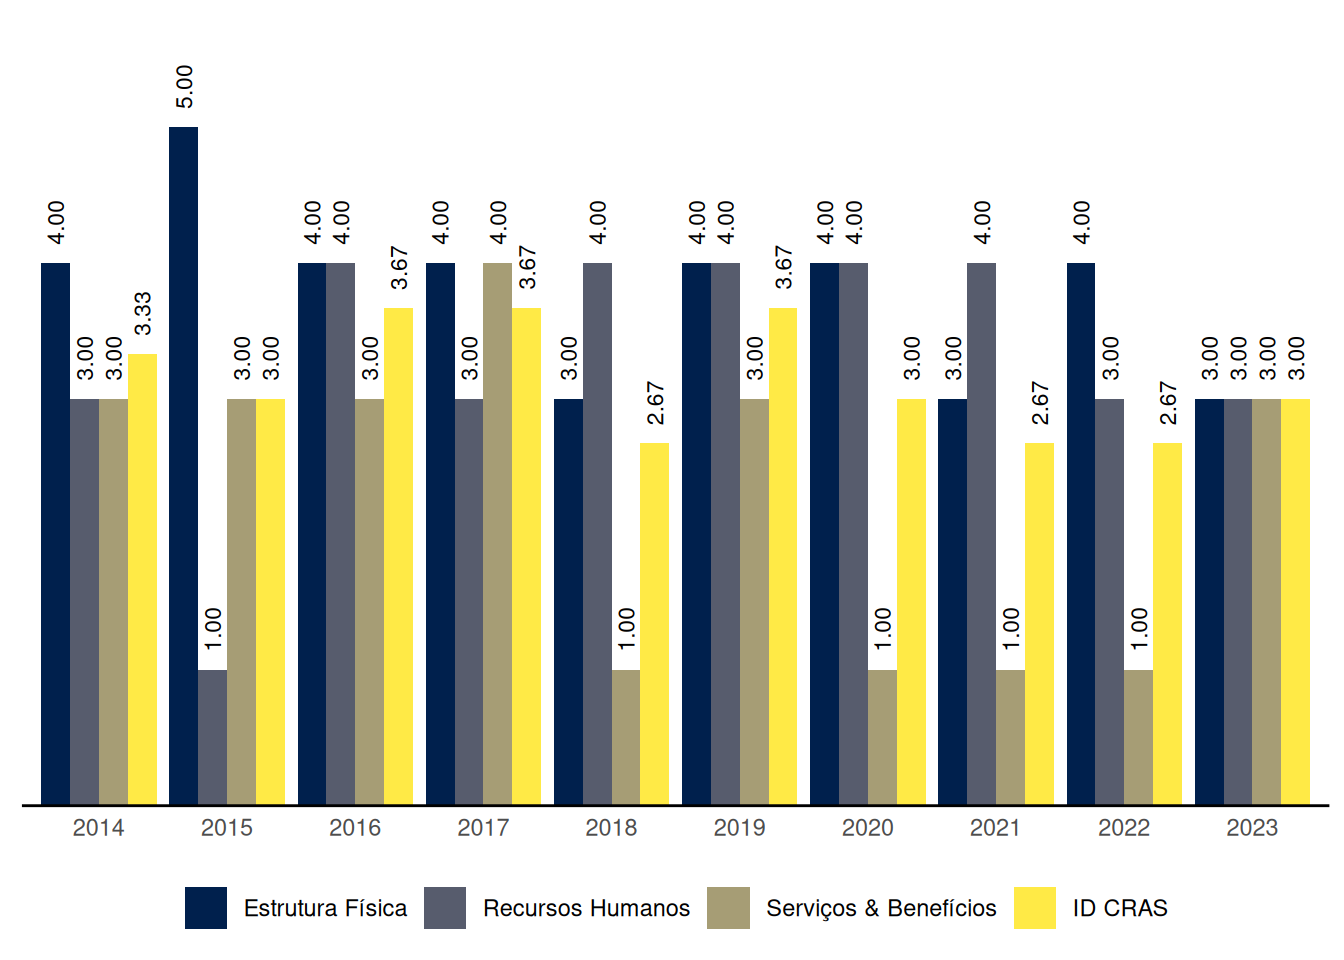 5.00
4.00 4.00 4.00 4.00 4.00 4.00 4.00 4.00 4.00 4.00 4.00 4.00
3.67 3.67 3.67
3.33
3.00 3.00 3.00 3.00 3.00 3.00 3.00 3.00 3.00 3.00 3.00 3.00 3.00 3.00 3.00
2.67 2.67 2.67
1.00 1.00 1.00 1.00 1.00
2014 2015 2016 2017 2018 2019 2020 2021 2022 2023
Estrutura Física Recursos Humanos Serviços & Benefícios ID CRAS